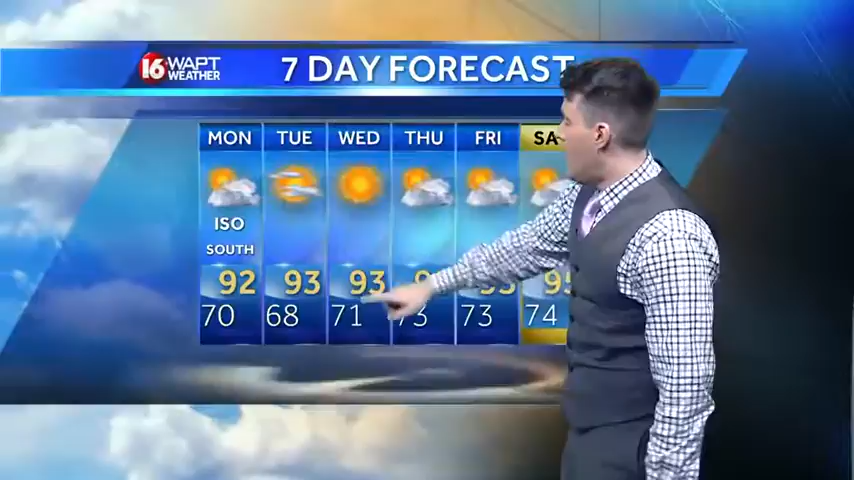 16 WAPT
WEATHER
7 DAY FORECAST
MON TUE WED THU FRI
ISO
SOUTH
92 93 93
70 68 71 73 73 74